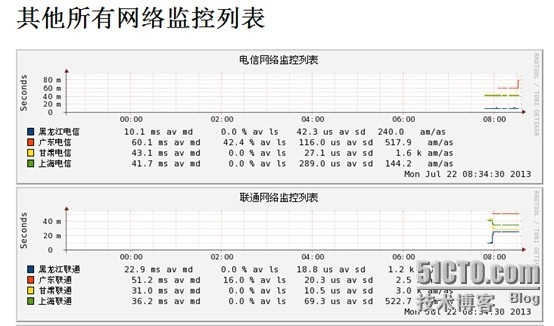 其他所有网络监控列表
电信网络监控列表
Seconds
80 m
60 m
40 m
20 m
0
00:00 02:00 04:00 06:00 08:00
黑龙江电信 10.1 ms av md 0.0 % av ls 42.3 us av sd 240.0 am/as
广东电信 60.1 ms av md 42.4 % av ls 116.0 us av sd 517.9 am/as
甘肃电信 43.1 ms av md 0.0 % av ls 27.1 us av sd 1.6 k am/as
上海电信 41.7 ms av md 0.0 % av ls 289.0 us av sd 144.2 am/as
Mon Jul 22 08:34:30 2013
RRDTOOL / TOBI OETIKER
联通网络监控列表
Seconds
40 m
20 m
0
00:00 02:00 04:00 06:00 08:00
黑龙江联通 22.9 ms av md 0.0 % av ls 18.8 us av sd 1.2 k
广东联通 51.2 ms av md 16.0 % av ls 20.3 us av sd 2.5
甘肃联通 31.0 ms av md 0.0 % av ls 10.5 us av sd 3.0
上海联通 36.2 ms av md 0.0 % av ls 69.3 us av sd 522.7 am/as
Mon Jul 22 08:34:30 2013
51CTO.com
技术博客 Blog